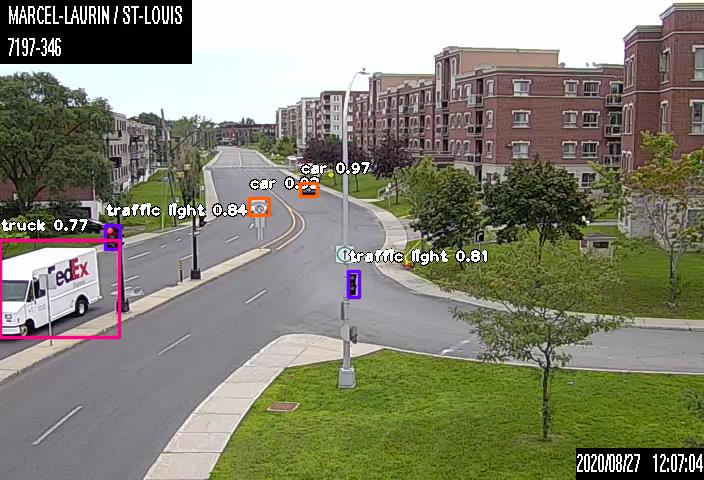 MARCEL-LAURIN / ST-LOUIS
7197-346
car 0.97
car 0.
traffic light 0.84
truck 0.77
traffic light 0.81
FedEx
2020/08/27 12:07:04